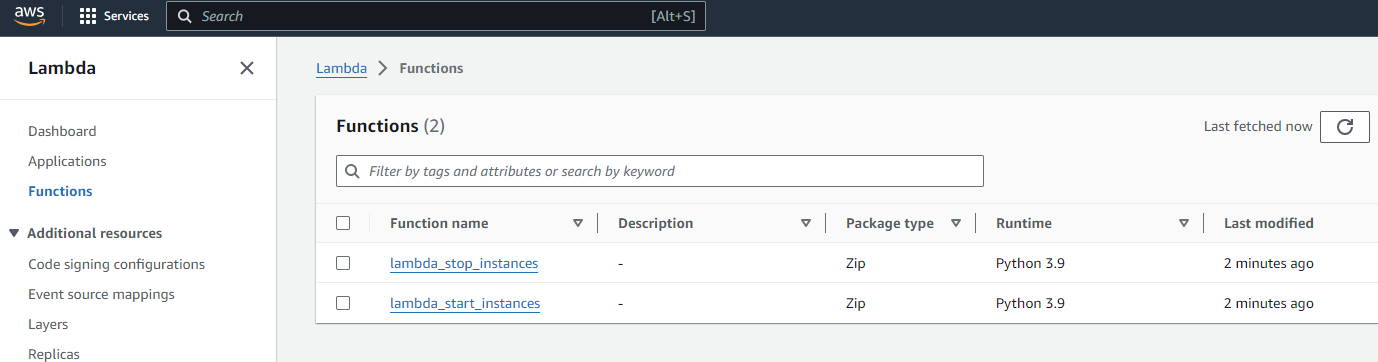 aws
Services
Search
[Alt+S]
Lambda
Dashboard
Applications
Functions
Additional resources
Code signing configurations
Event source mappings
Layers
Replicas
Lambda > Functions
Functions (2)
Last fetched now
Filter by tags and attributes or search by keyword
Function name Description Package type Runtime Last modified
lambda_stop_instances - Zip Python 3.9 2 minutes ago
lambda_start_instances - Zip Python 3.9 2 minutes ago